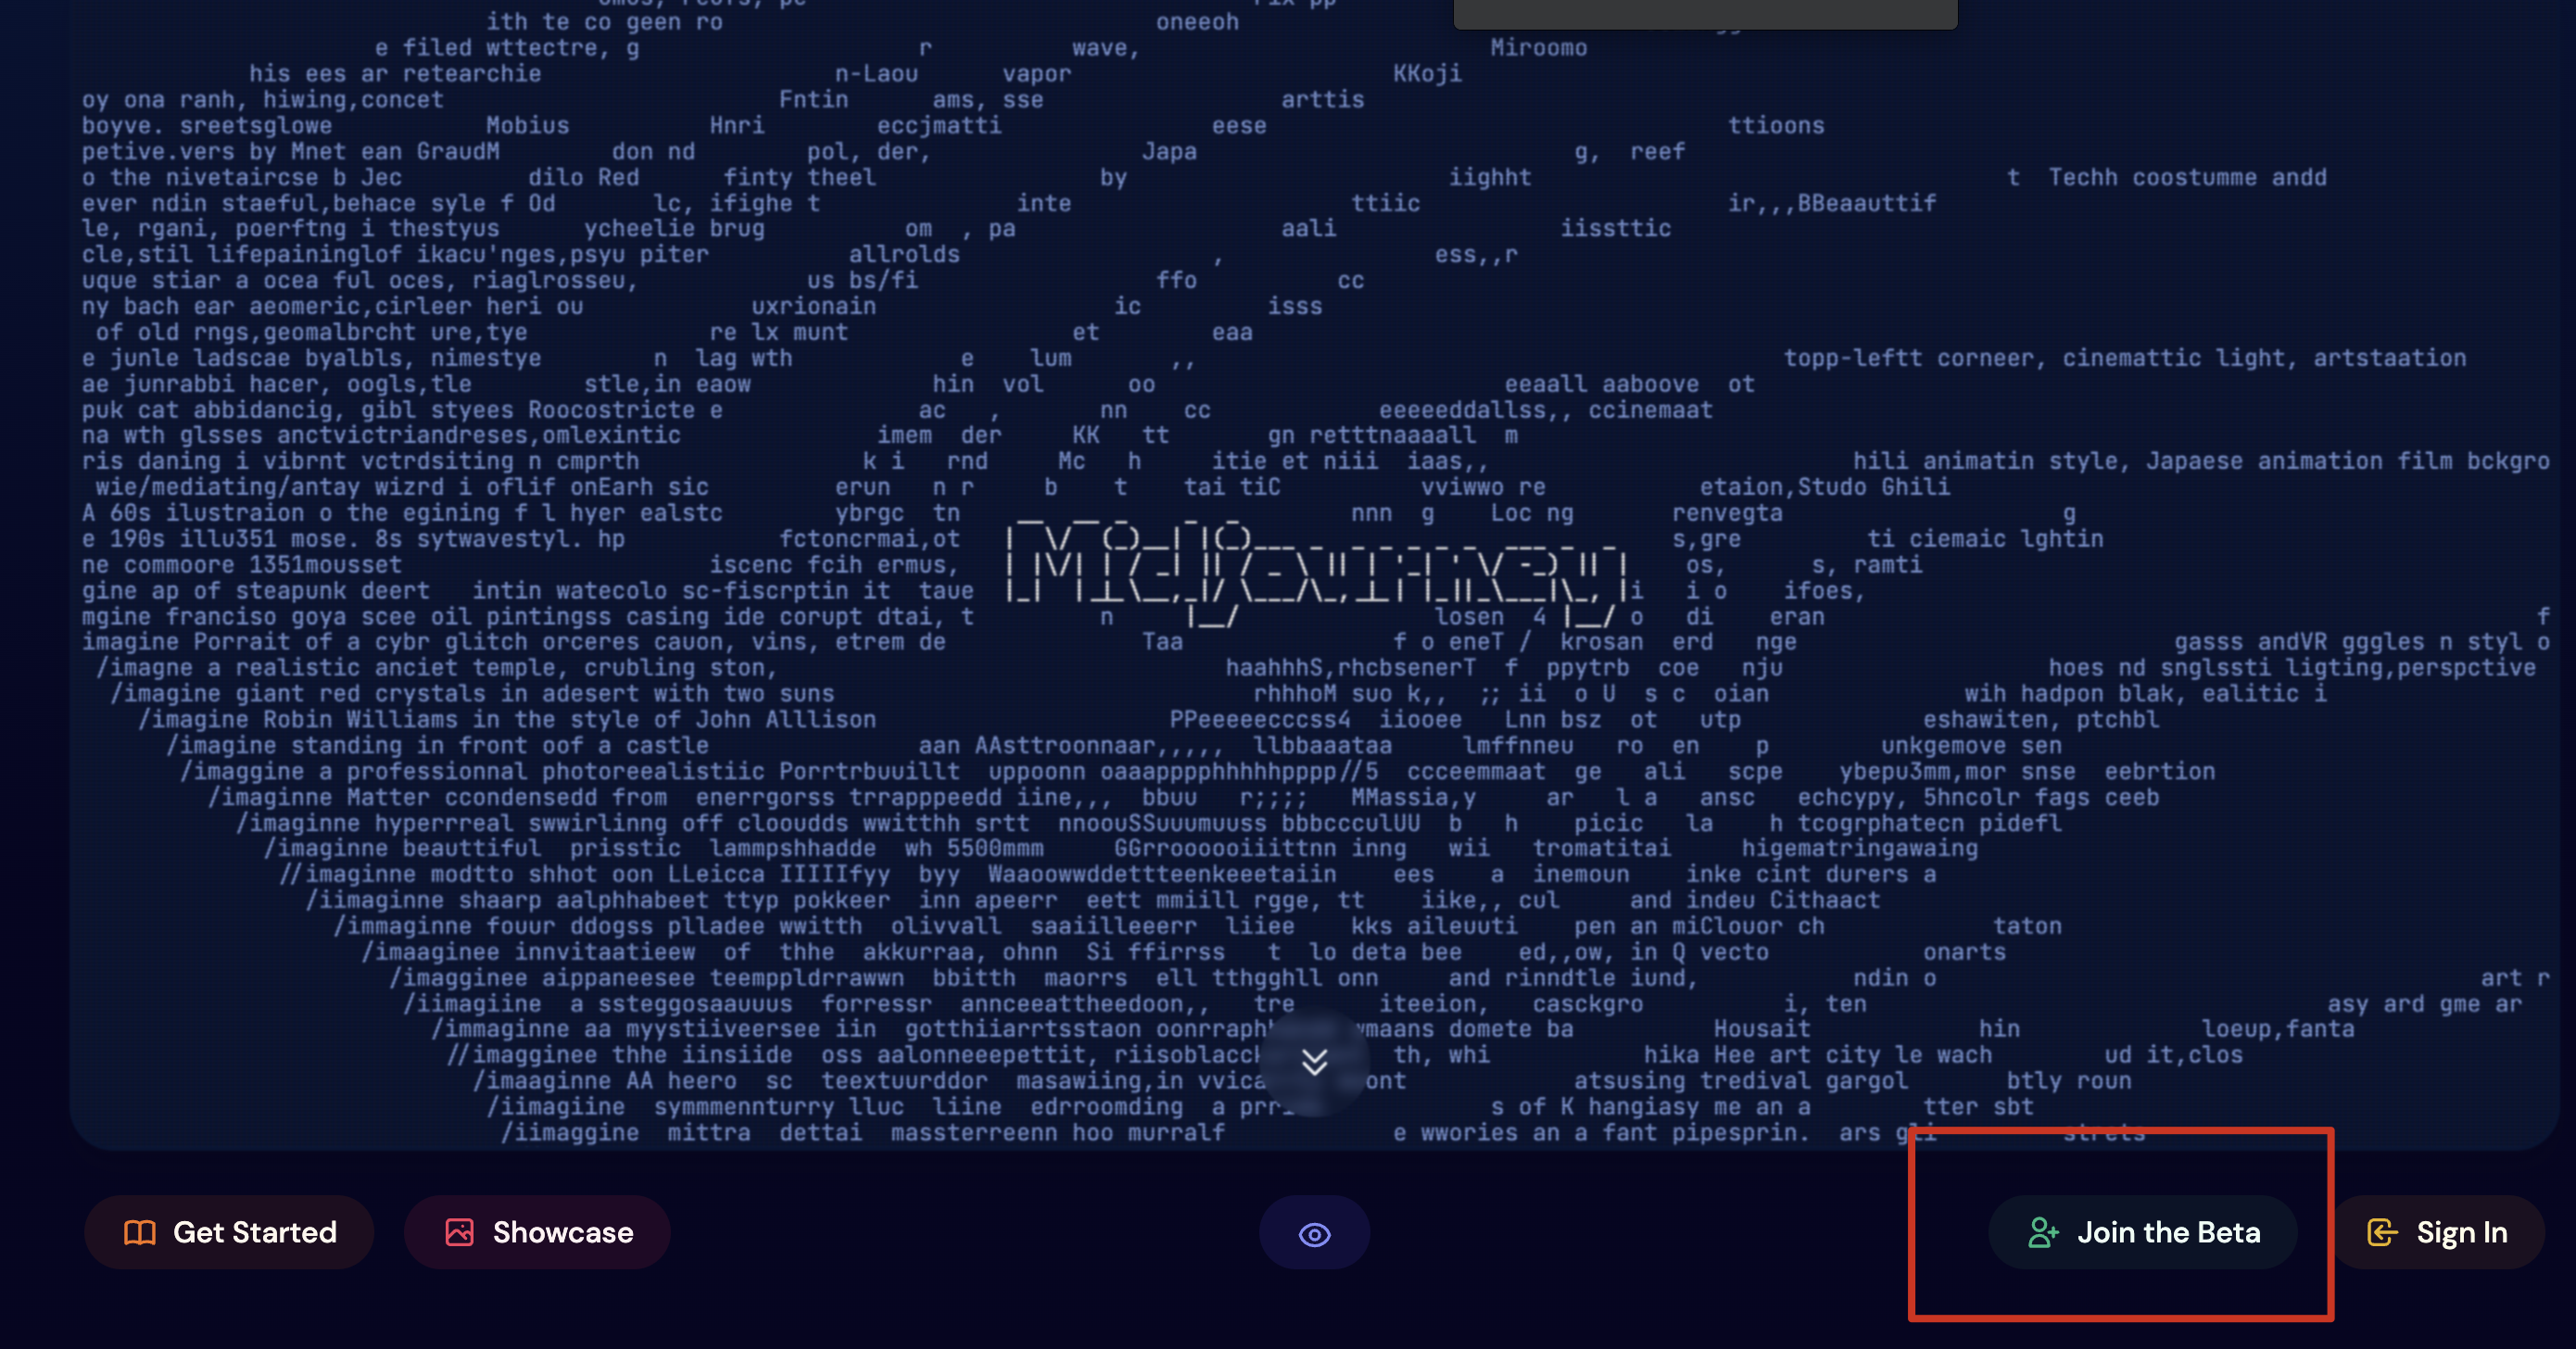 ith te co geen ro oneeoh
e filed wttectre, g r wave, Miroomo
his ees ar retearchie n-Laou vapor KKoji
oy ona ranh, hiwing,concet Fntin ams, sse arttis
boyve. sreetsglowe Mobius Hnri eccjmatti eese ttioons
petive.vers by Mnet ean GraudM don nd pol, der, Japa g, reef
o the nivetaircse b Jec dilo Red finty theel by iighht t Techh coostumme andd
ever ndin staeful,behace syle f Od lc, ifighe t inte ttiic ir,,,BBeaauttif
le, rgani, poerftng i thestyus ycheelie brug om , pa aali iissttic
cle,stil lifepaininglof ikacu'nges,psyu piter allrolds , ess,,r
uque stiar a ocea ful oces, riaglrosseu, us bs/fi ffo cc
ny bach ear aeomeric,cirleer heri ou uxrionain ic isss
of old rngs,geomalbrcht ure,tye re lx munt et eaa
e junle ladscae byalbls, nimestye n lag wth e lum ,, topp-leftt corneer, cinemattic light, artstaation
ae junrabbi hacer, oogls,tle stle,in eaow hin vol oo eeaall aaboove ot
puk cat abbidancig, gibl styees Roocostricte e ac , nn cc eeeeeddallss,, ccinemaat
na wth glsses anctvictriandreses,omlexintic imem der KK tt gn retttnaaaall m
ris daning i vibrnt vctrdsiting n cmprth k i rnd Mc h itie et niii iaas,, hili animatin style, Japaese animation film bckgro
wie/mediating/antay wizrd i oflif onEarh sic erun n r b t tai tiC vviwwo re etaion,Studo Ghili
A 60s ilustraion o the egining f l hyer ealstc ybrgc tn nnn g Loc ng renvegta g
e 190s illu351 mose. 8s sytwavestyl. hp fctoncrmai,ot s,gre ti ciemaic lghtin
Midjourney
ne commoore 1351mousset iscenc fcih ermus, os, s, ramti
gine ap of steapunk deert intin watecolo sc-fiscrptin it taue i i o ifoes,
mgine franciso goya scee oil pintingss casing ide corupt dtai, t n losen 4 o di eran f
imagine Porrait of a cybr glitch orceres cauon, vins, etrem de Taa f o eneT / krosan erd nge gasss andVR gggles n styl o
/imagne a realistic anciet temple, crubling ston, haahhhS,rhcbsenerT f ppytrb coe nju hoes nd snglssti ligting,perspctive
/imagine giant red crystals in adesert with two suns rhhhoM suo k,, ;; ii o U s c oian wih hadpon blak, ealitic i
/imagine Robin Williams in the style of John Alllison PPeeeeecccss4 iiooee Lnn bsz ot utp eshawiten, ptchbl
/imagine standing in front oof a castle aan AAsttroonnaar,,,,, llbbaaataa lmffnneu ro en p unkgemove sen
/imaggine a professionnal photoreealistiic Porrtrbuuillt uppoonn oaaapppphhhhhpppp//5 ccceemmaat ge ali scpe ybepu3mm,mor snse eebrtion
/imaginne Matter ccondensedd from enerrgorss trrapppeedd iine,,, bbuu r;;;; MMassia,y ar l a ansc echcypy, 5hncolr fags ceeb
/imaginne hyperrreal swwirlinng off clooudds wwitthh srtt nnoouSSuuumuuss bbbccculUU b h picic la h tcogrphatecn pidefl
/imaginne beauttiful prisstic lammpshhadde wh 5500mmm GGrroooooiiittnn inng wii tromatitai higematringawaing
//imaginne modtto shhot oon LLeicca IIIIIfyy byy Waaoowwddettteenkeeetaiin ees a inemoun inke cint durers a
/iimaginne shaarp aalphhabeet ttyp pokkeer inn apeerr eett mmiill rgge, tt iike,, cul and indeu Cithaact
/immaginne fouur ddogss plladee wwitth olivvall saaiilleeerr liiee kks aileuuti pen an miClouor ch taton
/imaaginee innvitaatieew of thhe akkurraa, ohnn Si ffirrss t lo deta bee ed,,ow, in Q vecto onarts
/imagginee aippaneesee teemppldrrawwn bbitth maorrs ell tthgghll onn and rinndtle iund, ndin o art r
/iimagiine a ssteggosaauuus forressr annceeattheedoon,, tre iteeion, casckgro i, ten asy ard gme ar
/immaginne aa myystiiveersee iin gotthiiarrtsstaon oonrraph maans domete ba Housait hin loeup,fanta
//imagginee thhe iinsiide oss aalonneeepettit, riisoblacc th, whi hika Hee art city le wach ud it,clos
/imaaginne AA heero sc teextuurddor masawiing,in vvica ont atsusing tredival gargol btly roun
/iimagiine symmmennturry lluc liine edrroomding a prr s of K hangiasy me an a tter sbt
/iimaggine mittra dettai massterreenn hoo murralf e wwories an a fant pipesprin. ars gli strets
Get Started Showcase Join the Beta Sign In